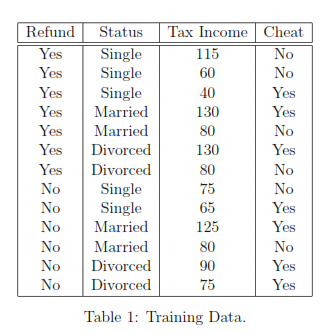 Refund Status Tax Income Cheat
Yes Single 115 No
Yes Single 60 No
Yes Single 40 Yes
Yes Married 130 Yes
Yes Married 80 No
Yes Divorced 130 Yes
Yes Divorced 80 No
No Single 75 No
No Single 65 Yes
No Married 125 Yes
No Married 80 No
No Divorced 90 Yes
No Divorced 75 Yes
Table 1: Training Data.